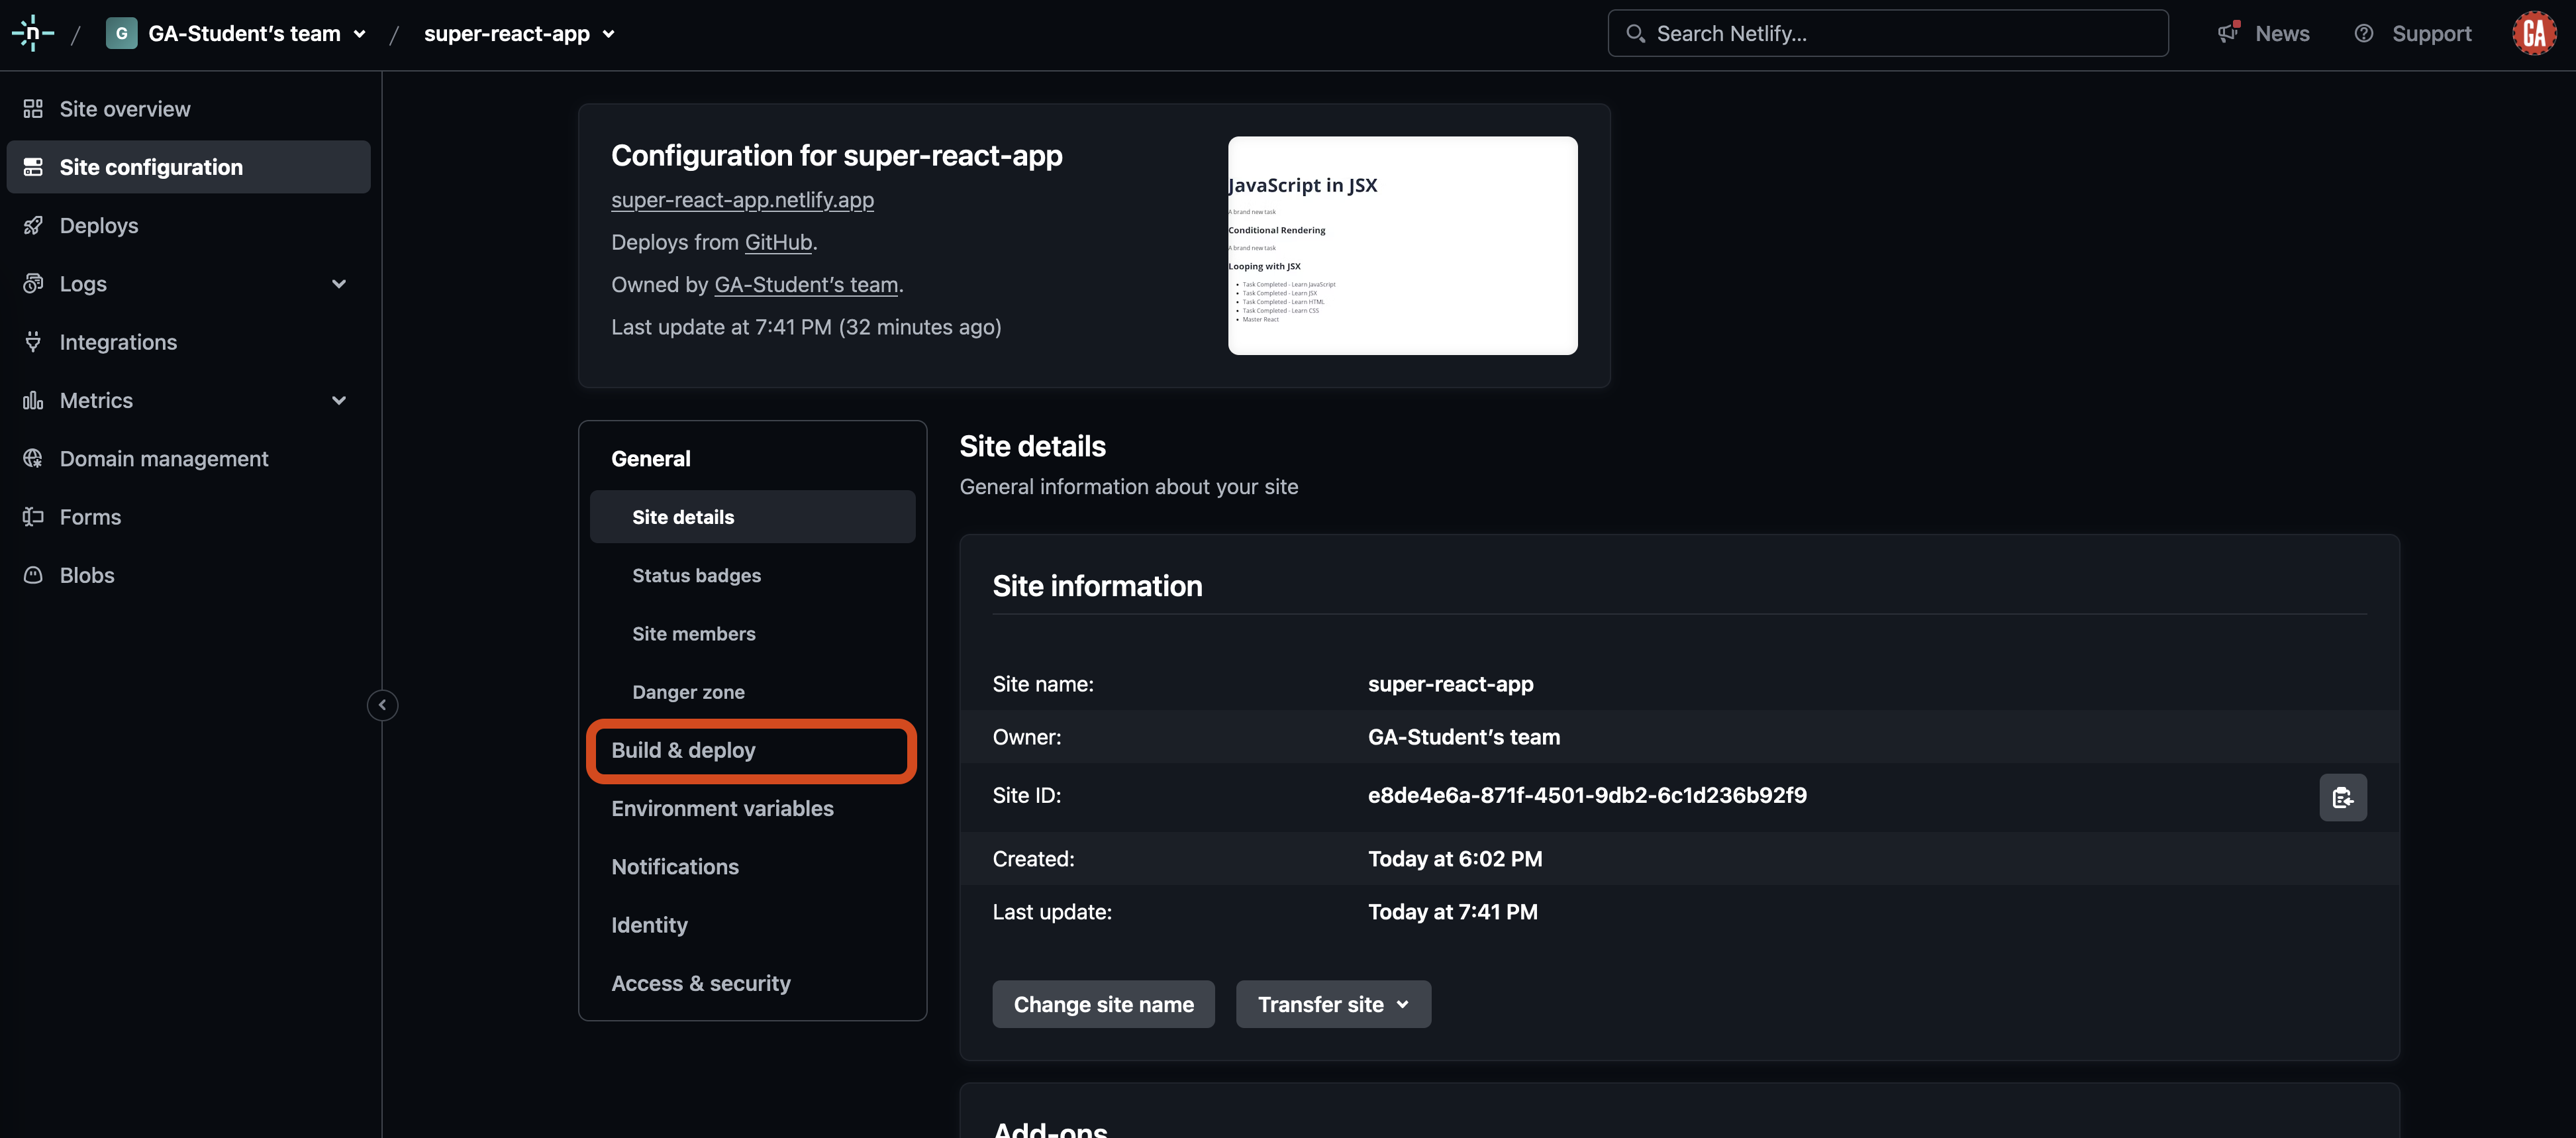 n / G GA-Student’s team / super-react-app
Search Netlify...
News
Support
GA
Site overview
Site configuration
Deploys
Logs
Integrations
Metrics
Domain management
Forms
Blobs
Configuration for super-react-app
super-react-app.netlify.app
Deploys from GitHub.
Owned by GA-Student’s team.
Last update at 7:41 PM (32 minutes ago)
JavaScript in JSX
A brand new task
Conditional Rendering
A brand new task
Looping with JSX
Task Completed - Learn JavaScript
Task Completed - Learn JSX
Task Completed - Learn HTML
Task Completed - Learn CSS
Master React
General
Site details
Status badges
Site members
Danger zone
Build & deploy
Environment variables
Notifications
Identity
Access & security
Site details
General information about your site
Site information
Site name: super-react-app
Owner: GA-Student’s team
Site ID: e8de4e6a-871f-4501-9db2-6c1d236b92f9
Created: Today at 6:02 PM
Last update: Today at 7:41 PM
Change site name
Transfer site
Add-ons